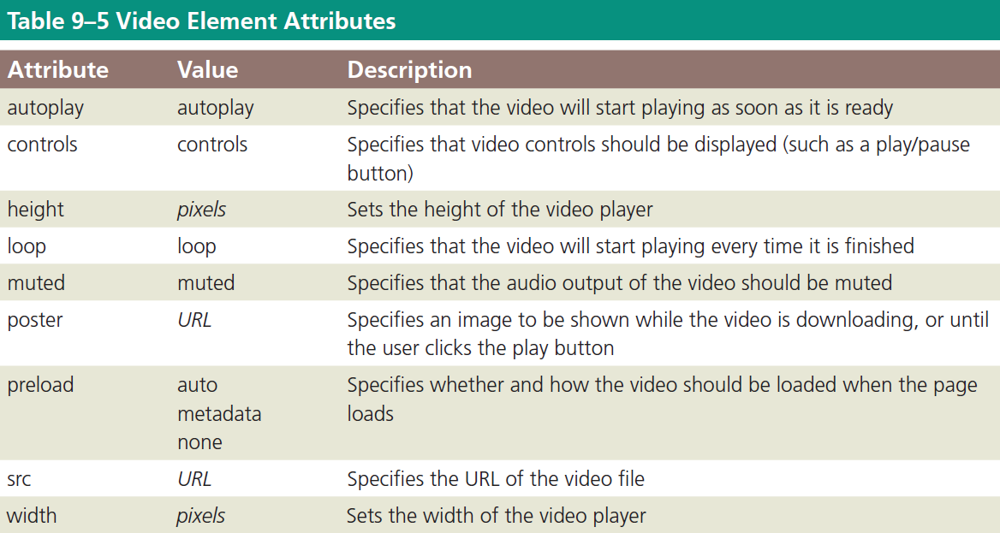 Table 9–5 Video Element Attributes
Attribute Value Description
autoplay autoplay Specifies that the video will start playing as soon as it is ready
controls controls Specifies that video controls should be displayed (such as a play/pause
button)
height pixels Sets the height of the video player
loop loop Specifies that the video will start playing every time it is finished
muted muted Specifies that the audio output of the video should be muted
poster URL Specifies an image to be shown while the video is downloading, or until
the user clicks the play button
preload auto Specifies whether and how the video should be loaded when the page
metadata loads
none
src URL Specifies the URL of the video file
width pixels Sets the width of the video player